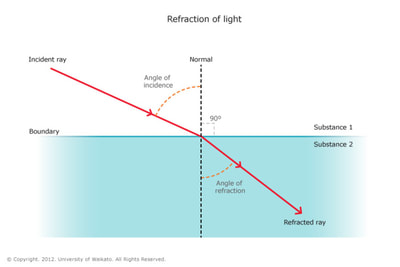 Refraction of light
Incident ray
Normal
Angle of
incidence
90º
Boundary
Substance 1
Substance 2
Angle of
refraction
Refracted ray
© Copyright. 2012. University of Waikato. All Rights Reserved.